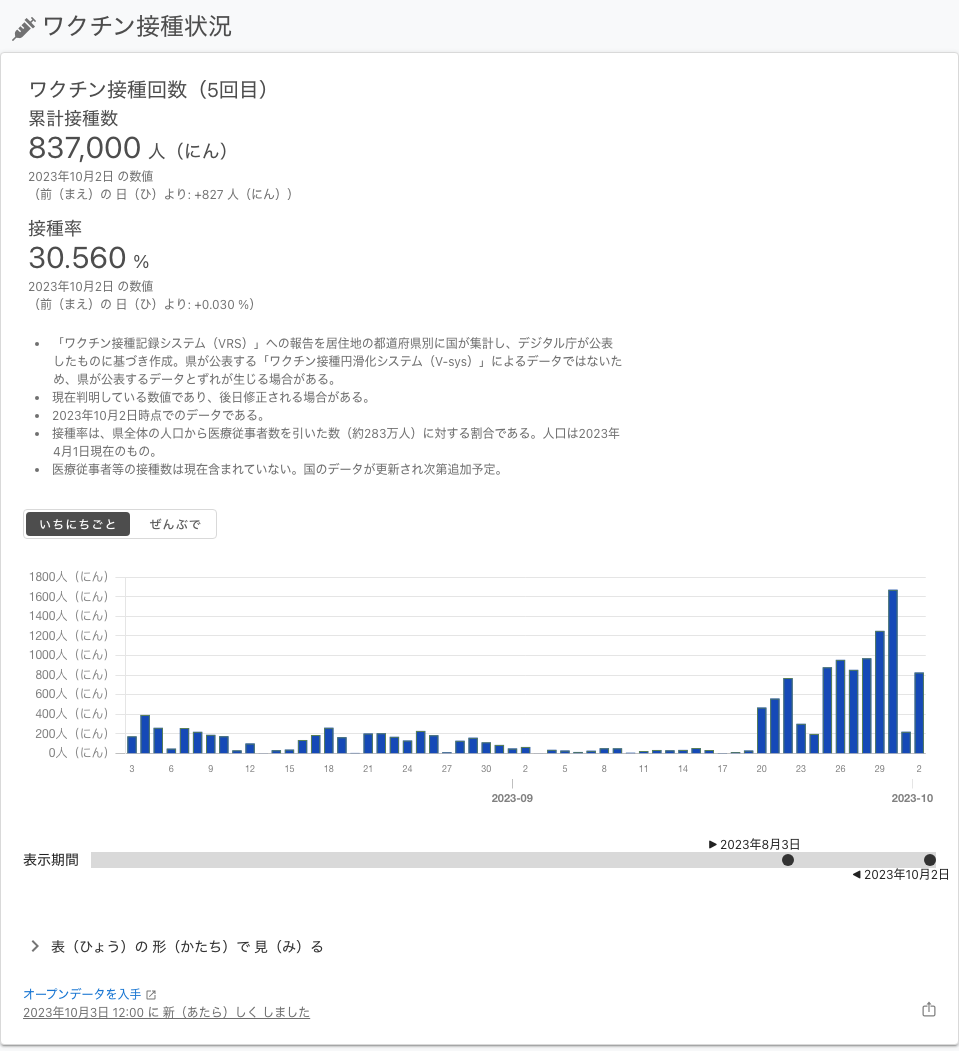 ワクチン接種状況
ワクチン接種回数（5回目）
累計接種数
837,000 人（にん）
2023年10月2日 の数値
（前（まえ）の 日（ひ）より: +827 人（にん））
接種率
30.560 %
2023年10月2日 の数値
（前（まえ）の 日（ひ）より: +0.030 %）
• 「ワクチン接種記録システム（VRS）」への報告を居住地の都道府県別に国が集計し、デジタル庁が公表
したものに基づき作成。県が公表する「ワクチン接種円滑化システム（V-sys）」によるデータではないた
め、県が公表するデータとずれが生じる場合がある。
• 現在判明している数値であり、後日修正される場合がある。
• 2023年10月2日時点でのデータである。
• 接種率は、県全体の人口から医療従事者数を引いた数（約283万人）に対する割合である。人口は2023年
4月1日現在のもの。
• 医療従事者等の接種数は現在含まれていない。国のデータが更新され次第追加予定。
いちにちごと ぜんぶで
1800人（にん）
1600人（にん）
1400人（にん）
1200人（にん）
1000人（にん）
800人（にん）
600人（にん）
400人（にん）
200人（にん）
0人（にん）
3 6 9 12 15 18 21 24 27 30 2 5 8 11 14 17 20 23 26 29 2
2023-09 2023-10
▶ 2023年8月3日
表示期間
◀ 2023年10月2日
表（ひょう）の 形（かたち）で 見（み）る
オープンデータを入手
2023年10月3日 12:00 に 新（あたら）しく しました